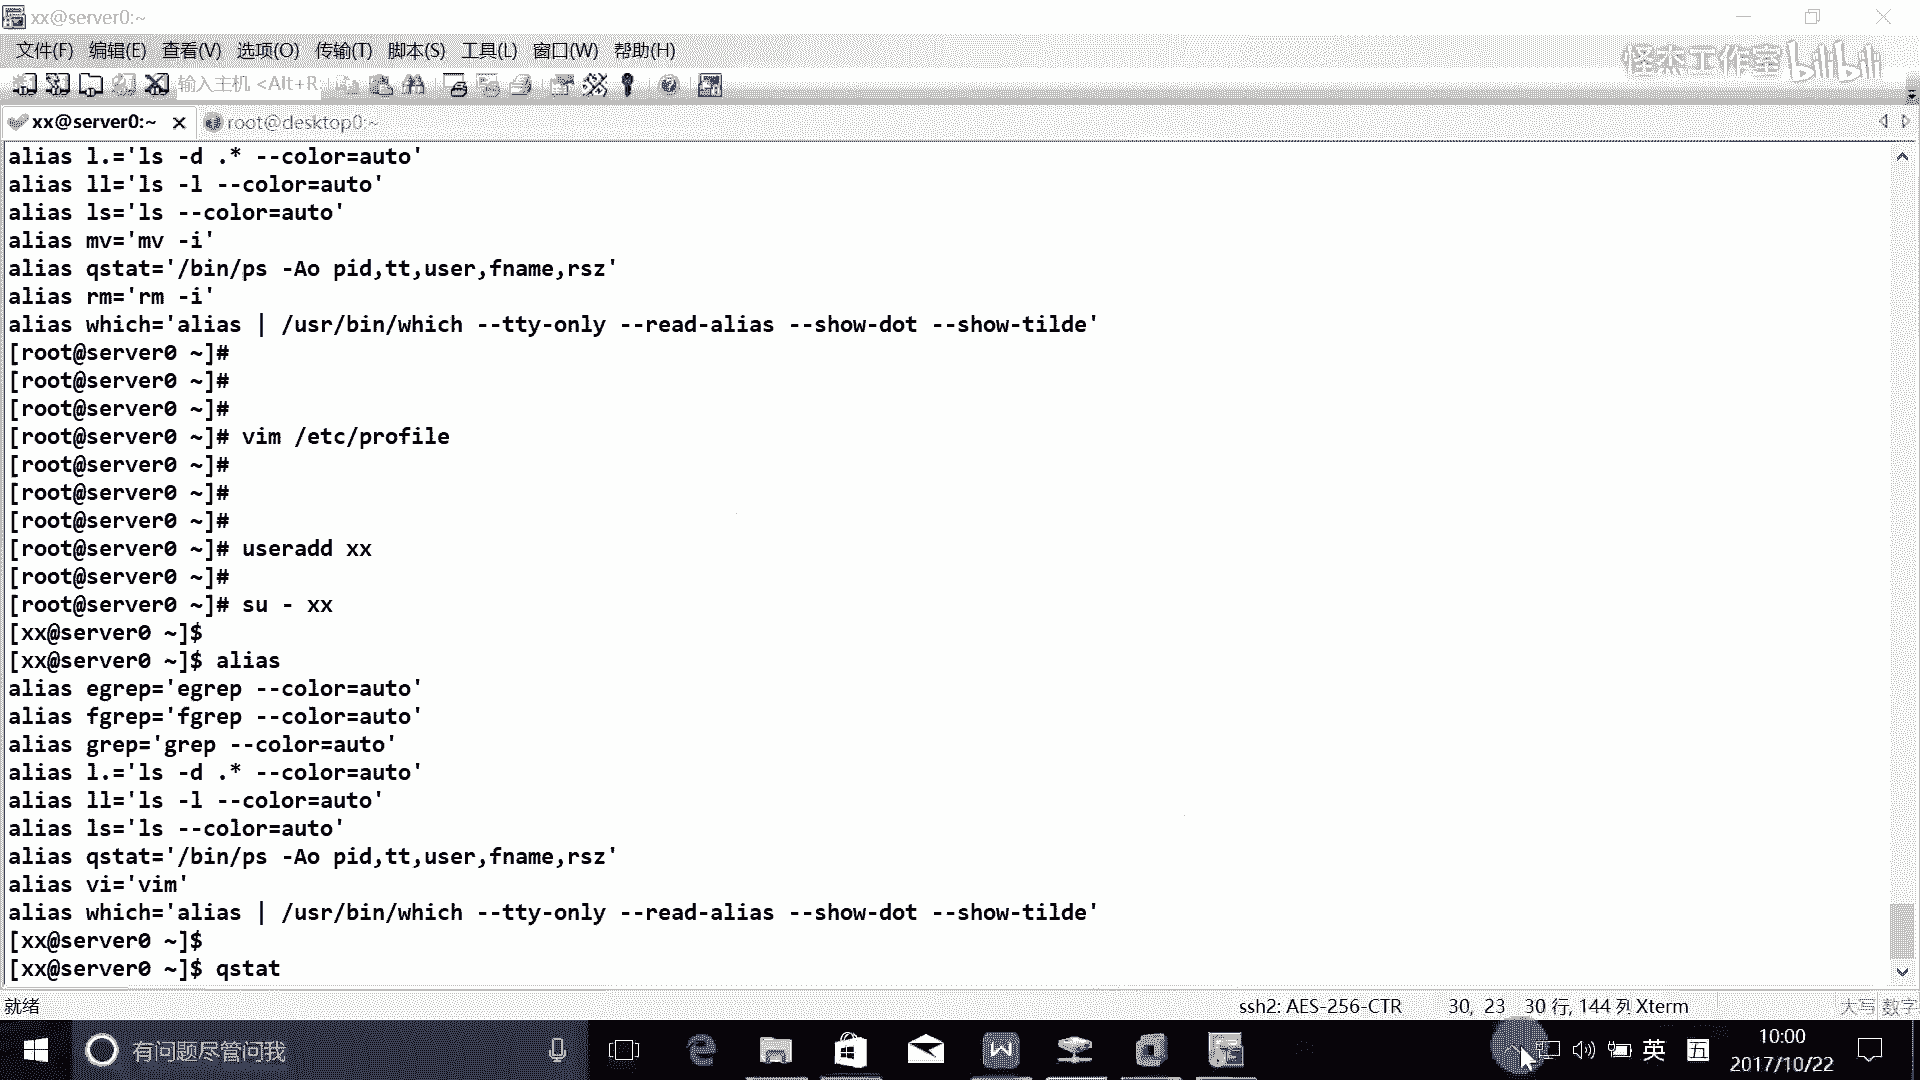 xx@server0:~
文件(F) 编辑(E) 查看(V) 选项(O) 传输(T) 脚本(S) 工具(L) 窗口(W) 帮助(H)
怪杰工作室 bilibili
输入主机 <Alt+R
xx@server0:~ root@desktop0:~
alias l.='ls -d .* --color=auto'
alias ll='ls -l --color=auto'
alias ls='ls --color=auto'
alias mv='mv -i'
alias qstat='/bin/ps -Ao pid,tt,user,fname,rsz'
alias rm='rm -i'
alias which='alias | /usr/bin/which --tty-only --read-alias --show-dot --show-tilde'
[root@server0 ~]#
[root@server0 ~]#
[root@server0 ~]#
[root@server0 ~]# vim /etc/profile
[root@server0 ~]#
[root@server0 ~]#
[root@server0 ~]#
[root@server0 ~]# useradd xx
[root@server0 ~]#
[root@server0 ~]# su - xx
[xx@server0 ~]$
[xx@server0 ~]$ alias
alias egrep='egrep --color=auto'
alias fgrep='fgrep --color=auto'
alias grep='grep --color=auto'
alias l.='ls -d .* --color=auto'
alias ll='ls -l --color=auto'
alias ls='ls --color=auto'
alias qstat='/bin/ps -Ao pid,tt,user,fname,rsz'
alias vi='vim'
alias which='alias | /usr/bin/which --tty-only --read-alias --show-dot --show-tilde'
[xx@server0 ~]$
[xx@server0 ~]$ qstat
就绪 ssh2: AES-256-CTR 30, 23 30 行, 144 列 Xterm 大写 数字
有问题尽管问我 英 五 10:00
2017/10/22